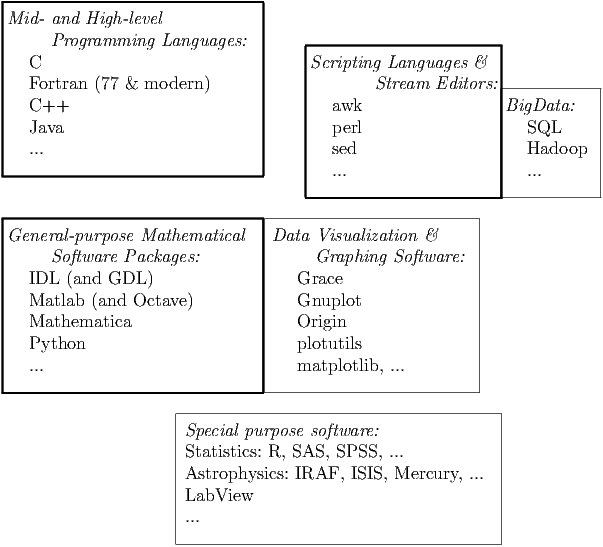 Mid- and High-level
Programming Languages:
C
Fortran (77 & modern)
C++
Java
...
Scripting Languages &
Stream Editors:
awk
perl
sed
...
BigData:
SQL
Hadoop
...
General-purpose Mathematical
Software Packages:
IDL (and GDL)
Matlab (and Octave)
Mathematica
Python
...
Data Visualization &
Graphing Software:
Grace
Gnuplot
Origin
plotutils
matplotlib, ...
Special purpose software:
Statistics: R, SAS, SPSS, ...
Astrophysics: IRAF, ISIS, Mercury, ...
LabView
...